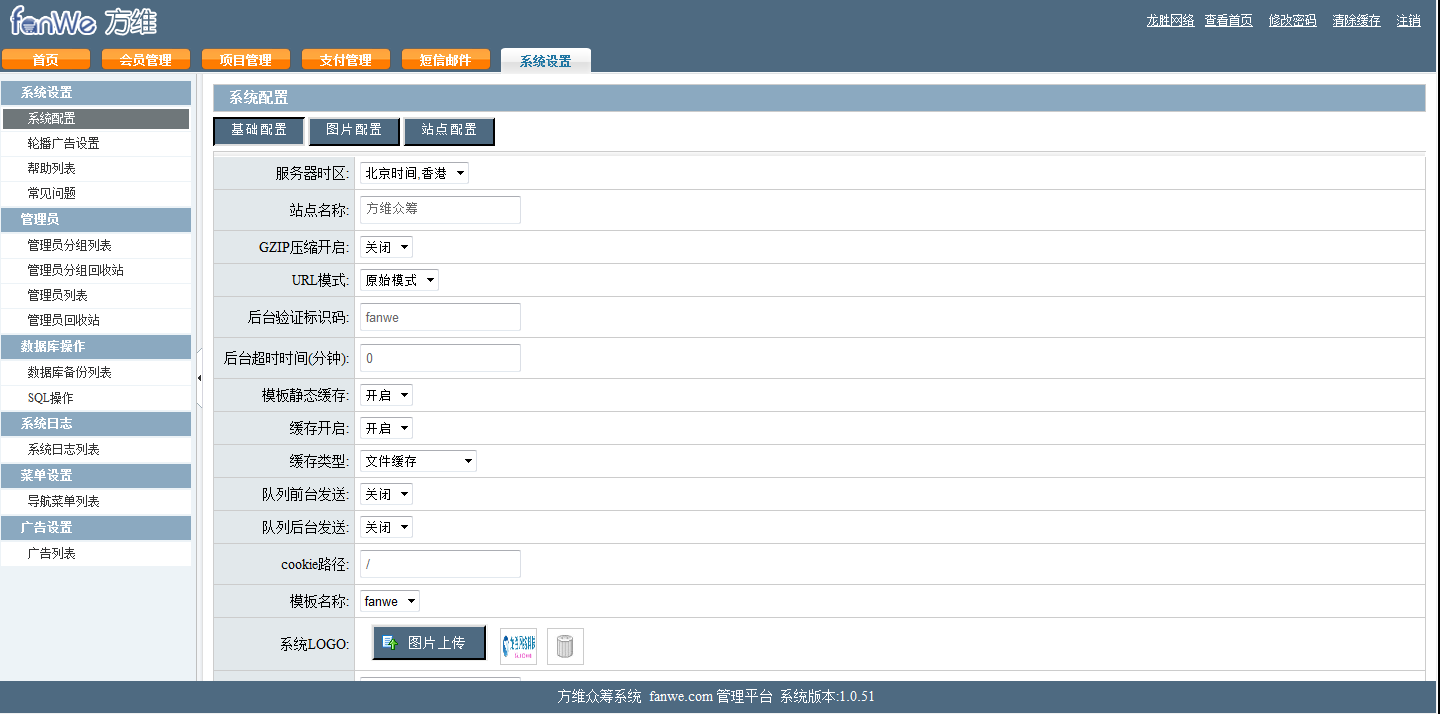 fanWe 方维
龙胜网络 查看首页 修改密码 清除缓存 注销
首页 会员管理 项目管理 支付管理 短信邮件 系统设置
系统设置
系统配置
轮播广告设置
帮助列表
常见问题
管理员
管理员分组列表
管理员分组回收站
管理员列表
管理员回收站
数据库操作
数据库备份列表
SQL操作
系统日志
系统日志列表
菜单设置
导航菜单列表
广告设置
广告列表
系统配置
基础配置 图片配置 站点配置
服务器时区: 北京时间,香港
站点名称: 方维众筹
GZIP压缩开启: 关闭
URL模式: 原始模式
后台验证标识码: fanwe
后台超时时间(分钟): 0
模板静态缓存: 开启
缓存开启: 开启
缓存类型: 文件缓存
队列前台发送: 关闭
队列后台发送: 关闭
cookie路径: /
模板名称: fanwe
系统LOGO: 图片上传
方维众筹系统 fanwe.com 管理平台 系统版本:1.0.51